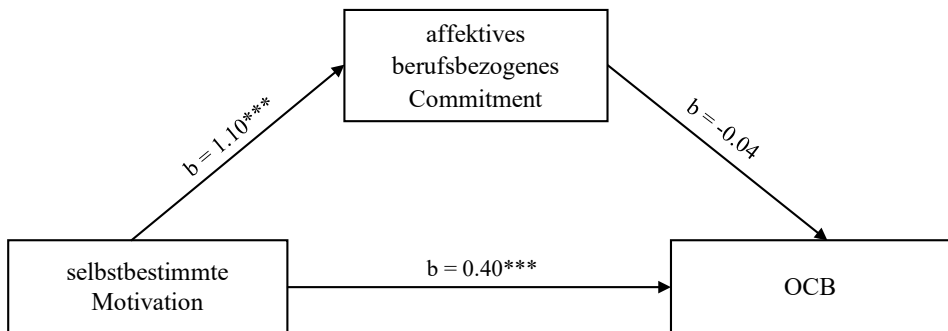 affektives
berufsbezogenes
Commitment
b = 1.10***
b = -0.04
selbstbestimmte
Motivation
b = 0.40***
OCB